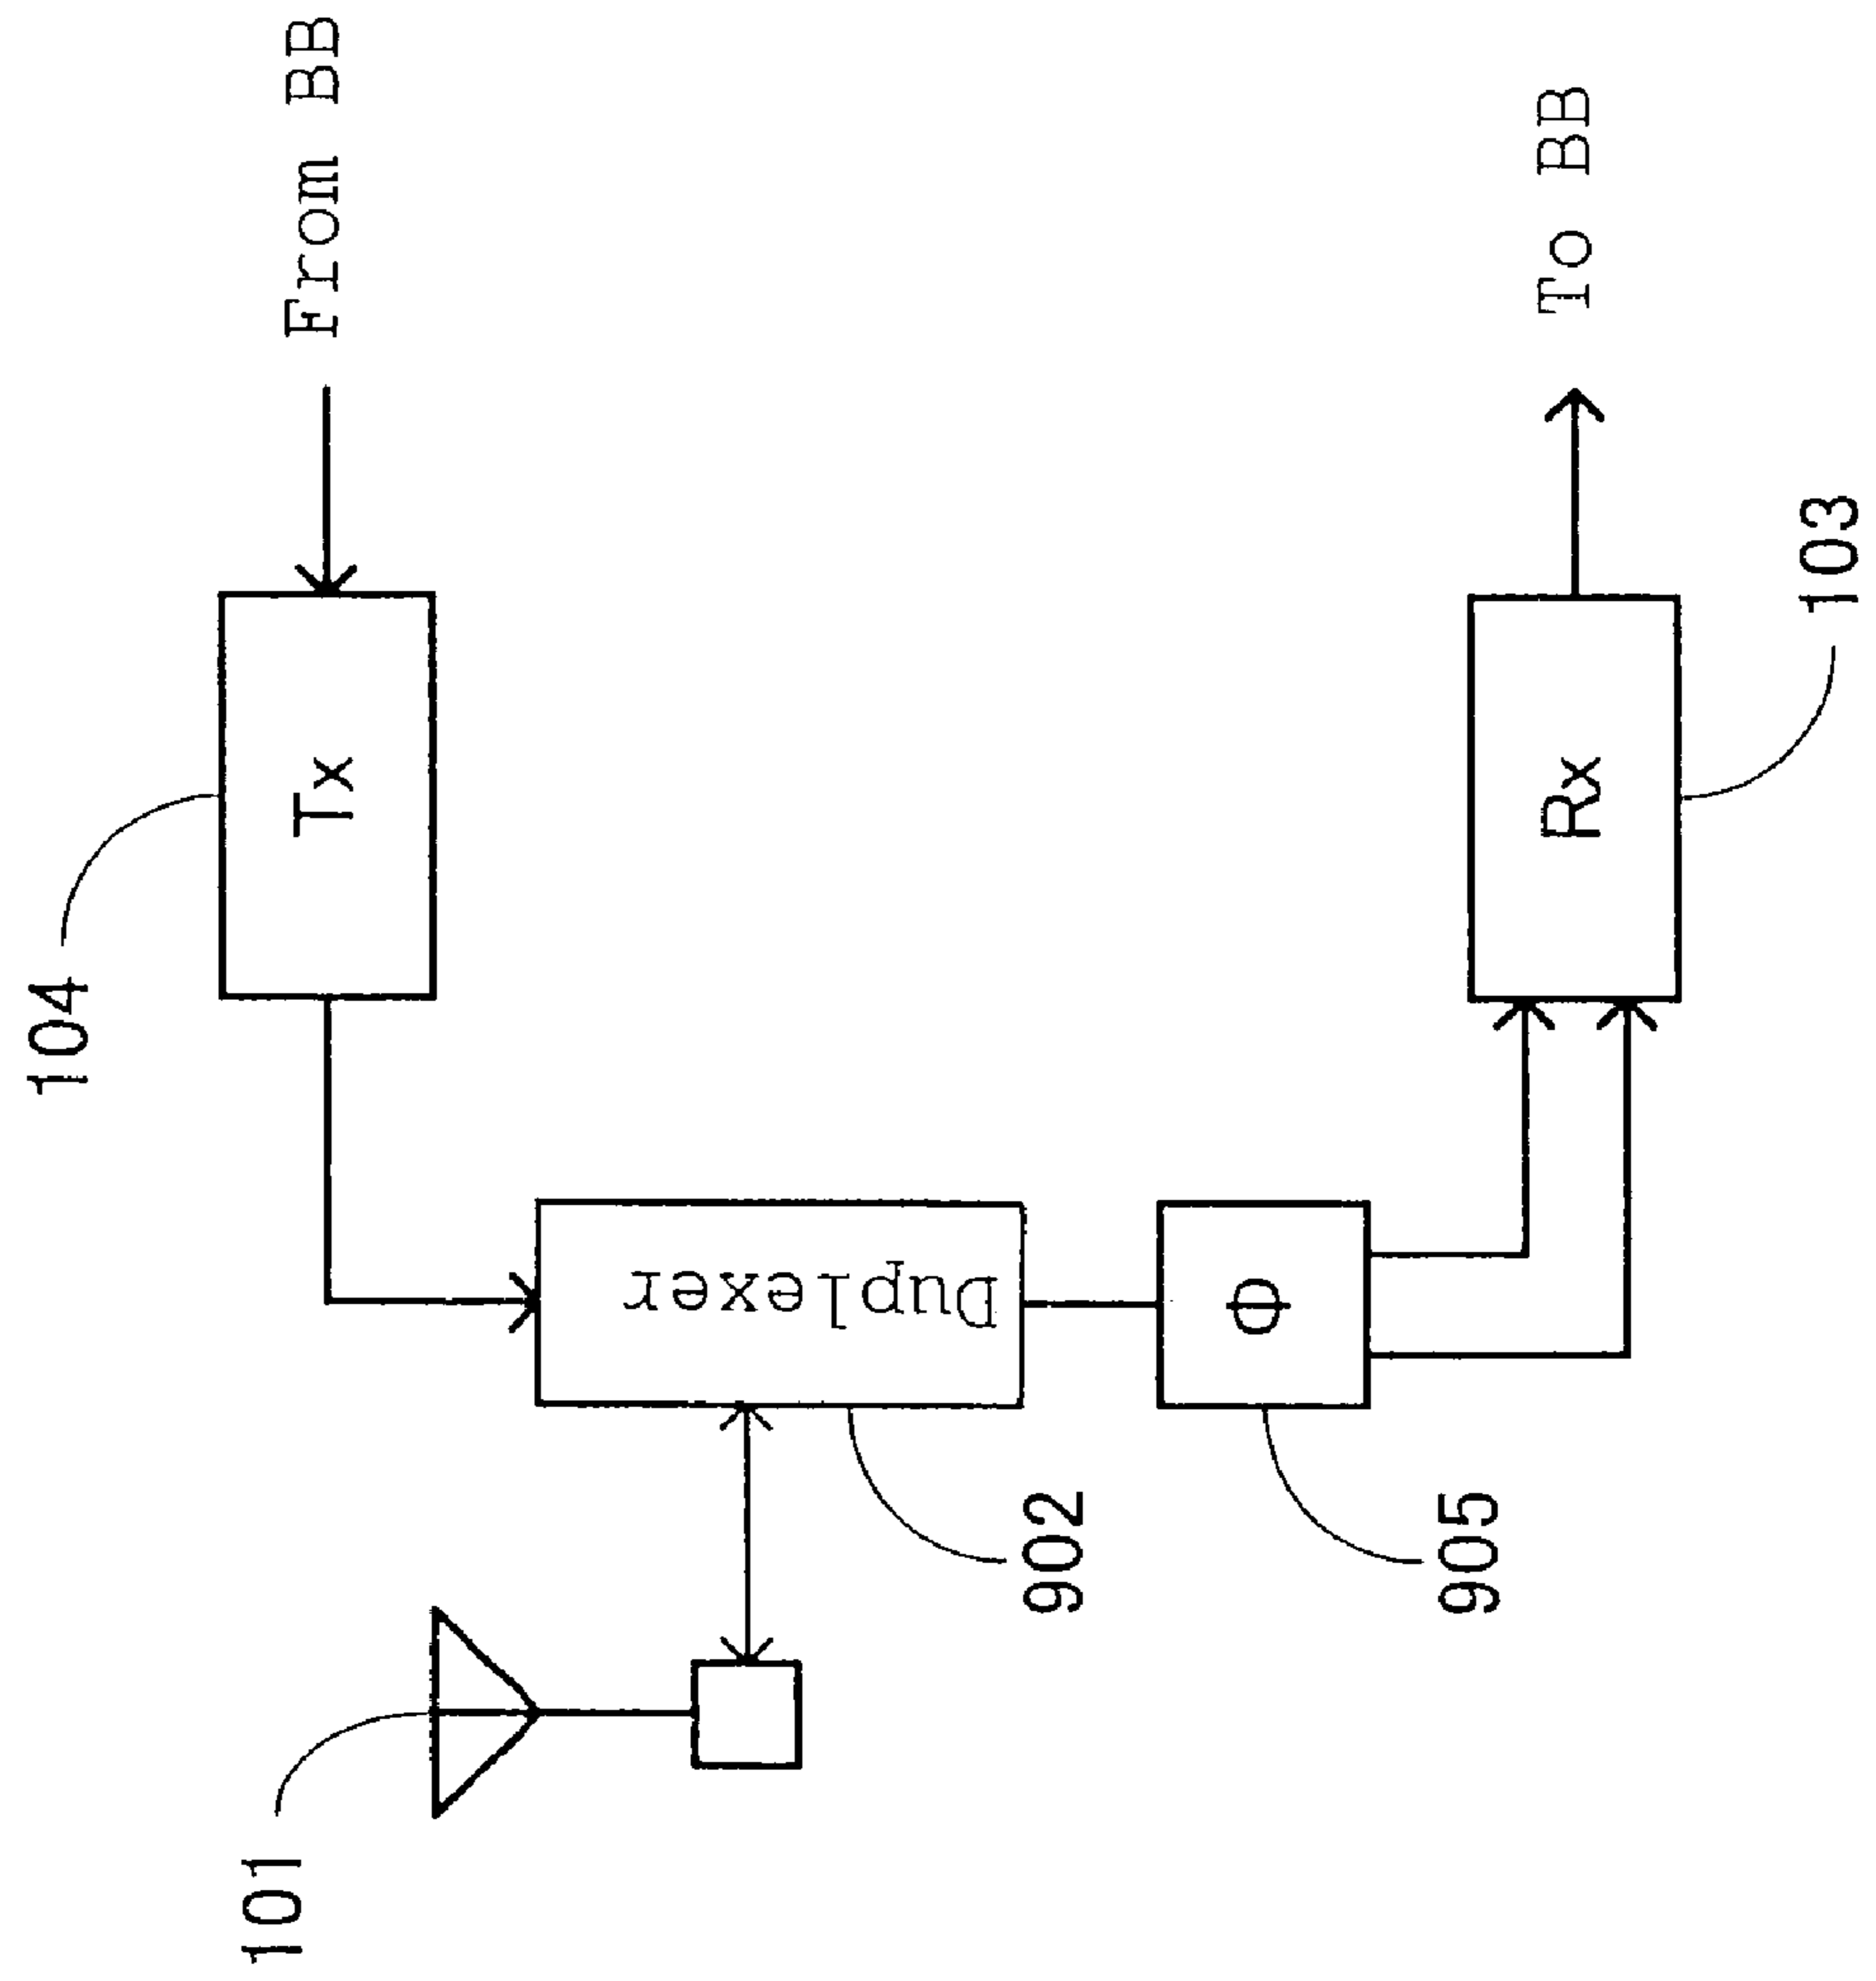 104
101
Tx
From BB
Duplexer
902
Φ
905
Rx
To BB
103